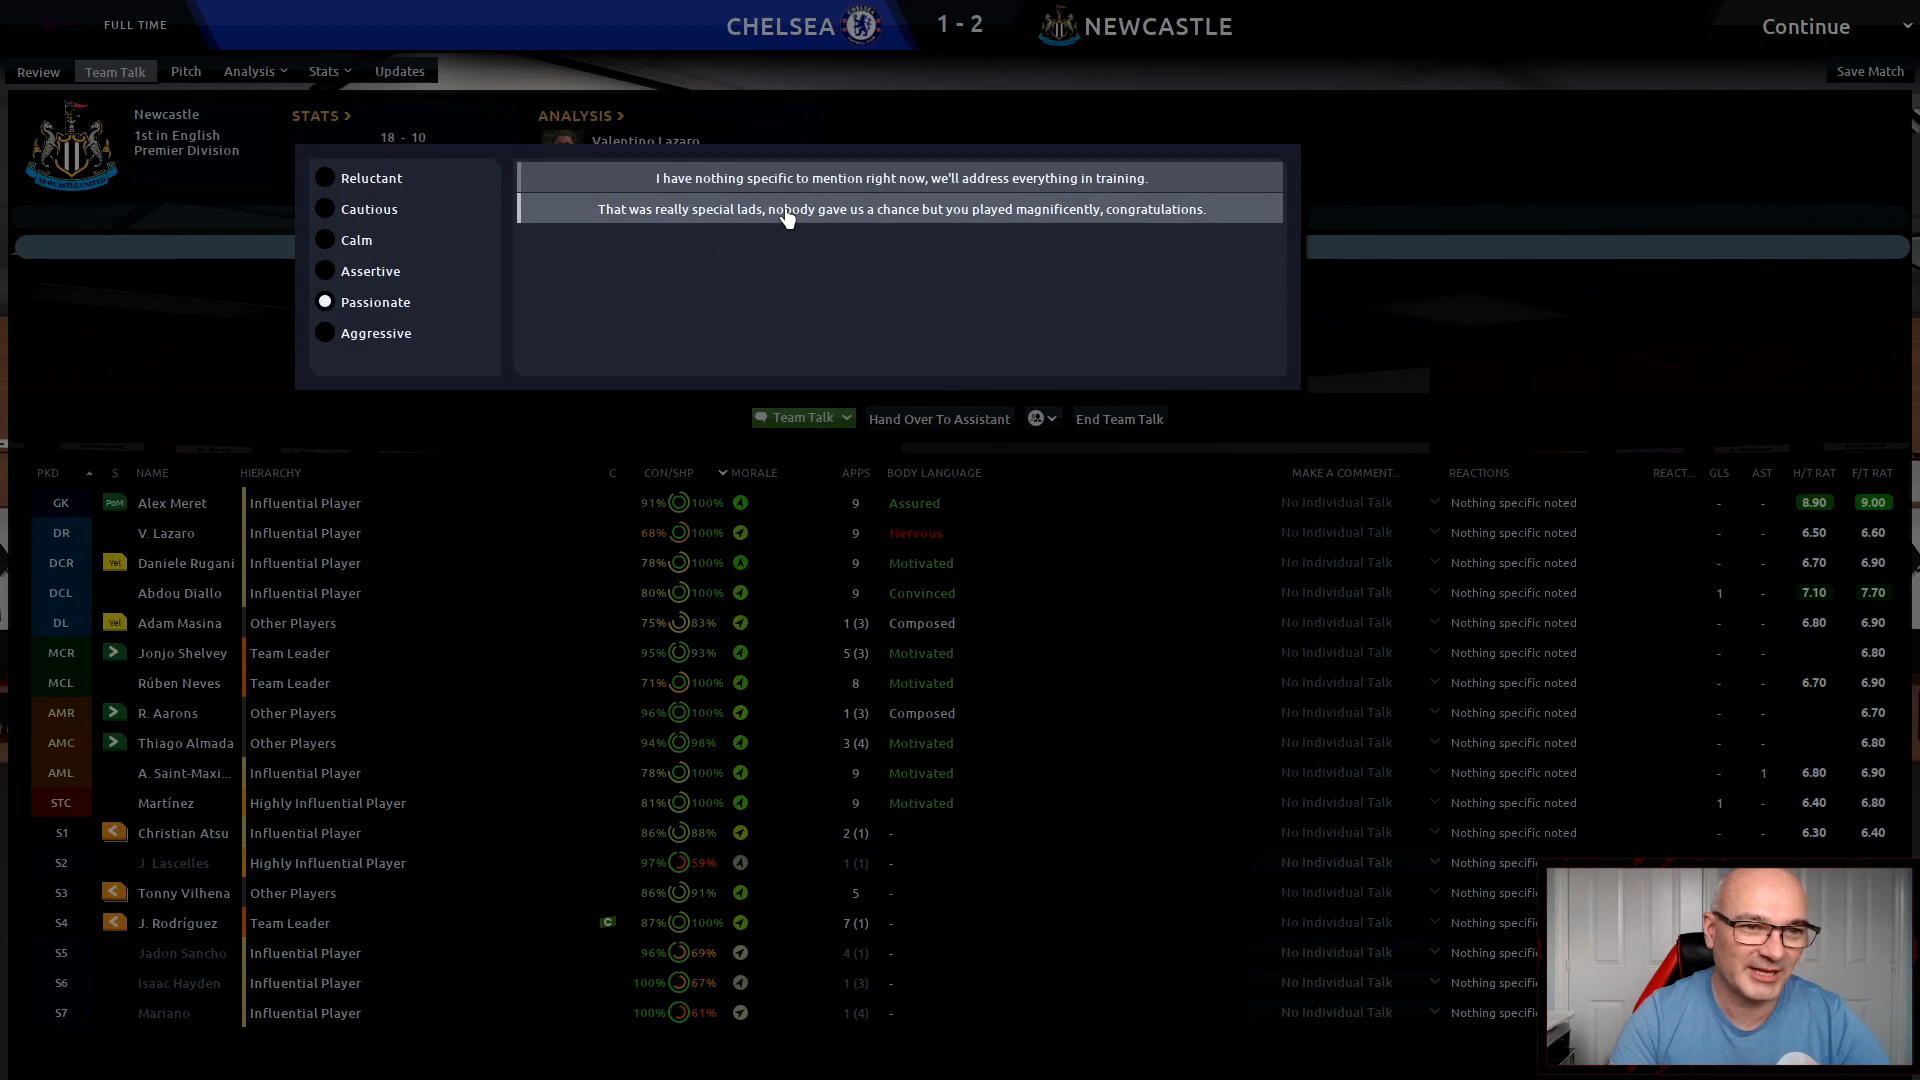 FULL TIME
CHELSEA 1 - 2 NEWCASTLE
Continue
Review Team Talk Pitch Analysis Stats Updates
Save Match
Newcastle
1st in English
Premier Division
STATS >
18 - 10
ANALYSIS >
Valentino Lazaro
Reluctant
Cautious
Calm
Assertive
Passionate
Aggressive
I have nothing specific to mention right now, we'll address everything in training.
That was really special lads, nobody gave us a chance but you played magnificently, congratulations.
Team Talk Hand Over To Assistant End Team Talk
PKD S NAME HIERARCHY C CON/SHP MORALE APPS BODY LANGUAGE MAKE A COMMENT... REACTIONS REACT... GLS AST H/T RAT F/T RAT
GK PoM Alex Meret Influential Player 91% 100% 9 Assured No Individual Talk Nothing specific noted - - 8.90 9.00
DR V. Lazaro Influential Player 68% 100% 9 Nervous No Individual Talk Nothing specific noted - - 6.50 6.60
DCR Yel Daniele Rugani Influential Player 78% 100% 9 Motivated No Individual Talk Nothing specific noted - - 6.70 6.90
DCL Abdou Diallo Influential Player 80% 100% 9 Convinced No Individual Talk Nothing specific noted 1 - 7.10 7.70
DL Yel Adam Masina Other Players 75% 83% 1 (3) Composed No Individual Talk Nothing specific noted - - 6.80 6.90
MCR Jonjo Shelvey Team Leader 95% 93% 5 (3) Motivated No Individual Talk Nothing specific noted - - 6.80
MCL Rúben Neves Team Leader 71% 100% 8 Motivated No Individual Talk Nothing specific noted - - 6.70 6.90
AMR R. Aarons Other Players 96% 100% 1 (3) Composed No Individual Talk Nothing specific noted - - 6.70
AMC Thiago Almada Other Players 94% 98% 3 (4) Motivated No Individual Talk Nothing specific noted - - 6.80
AML A. Saint-Maxi... Influential Player 78% 100% 9 Motivated No Individual Talk Nothing specific noted - 1 6.80 6.90
STC Martínez Highly Influential Player 81% 100% 9 Motivated No Individual Talk Nothing specific noted 1 - 6.40 6.80
S1 Christian Atsu Influential Player 86% 88% 2 (1) - No Individual Talk Nothing specific noted - - 6.30 6.40
S2 J. Lascelles Highly Influential Player 97% 59% 1 (1) - No Individual Talk Nothing specifi
S3 Tonny Vilhena Other Players 86% 91% 5 - No Individual Talk Nothing specifi
S4 J. Rodríguez Team Leader C 87% 100% 7 (1) - No Individual Talk Nothing specifi
S5 Jadon Sancho Influential Player 96% 69% 4 (1) - No Individual Talk Nothing specifi
S6 Isaac Hayden Influential Player 100% 67% 1 (3) - No Individual Talk Nothing specifi
S7 Mariano Influential Player 100% 61% 1 (4) - No Individual Talk Nothing specifi